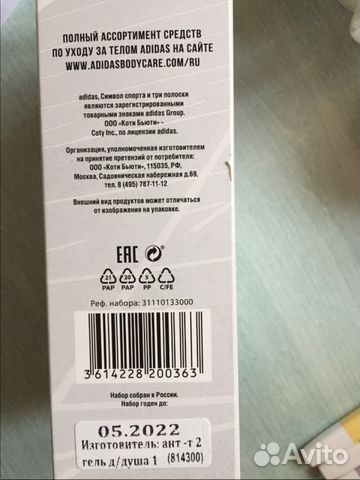 ПОЛНЫЙ АССОРТИМЕНТ СРЕДСТВ
ПО УХОДУ ЗА ТЕЛОМ ADIDAS НА САЙТЕ
WWW.ADIDASBODYCARE.COM/RU
adidas, Символ спорта и три полоски
являются зарегистрированными
товарными знаками adidas Group.
ООО «Коти Бьюти» -
Coty Inc., по лицензии adidas.
Организация, уполномоченная изготовителем
на принятие претензий от потребителя:
ООО «Коти Бьюти», 115035, РФ,
Москва, Садовническая набережная д.69,
тел. 8 (495) 787-11-12
Внешний вид продуктов может отличаться
от изображения на упаковке.
EAC
21 20 5
PAP PAP PP C/FE
Реф. набора: 31110133000
3 614228 200363
Набор собран в России.
Набор годен до:
05.2022
Изготовитель: ант -т 2
гель д/душа 1 (814300)
Avito